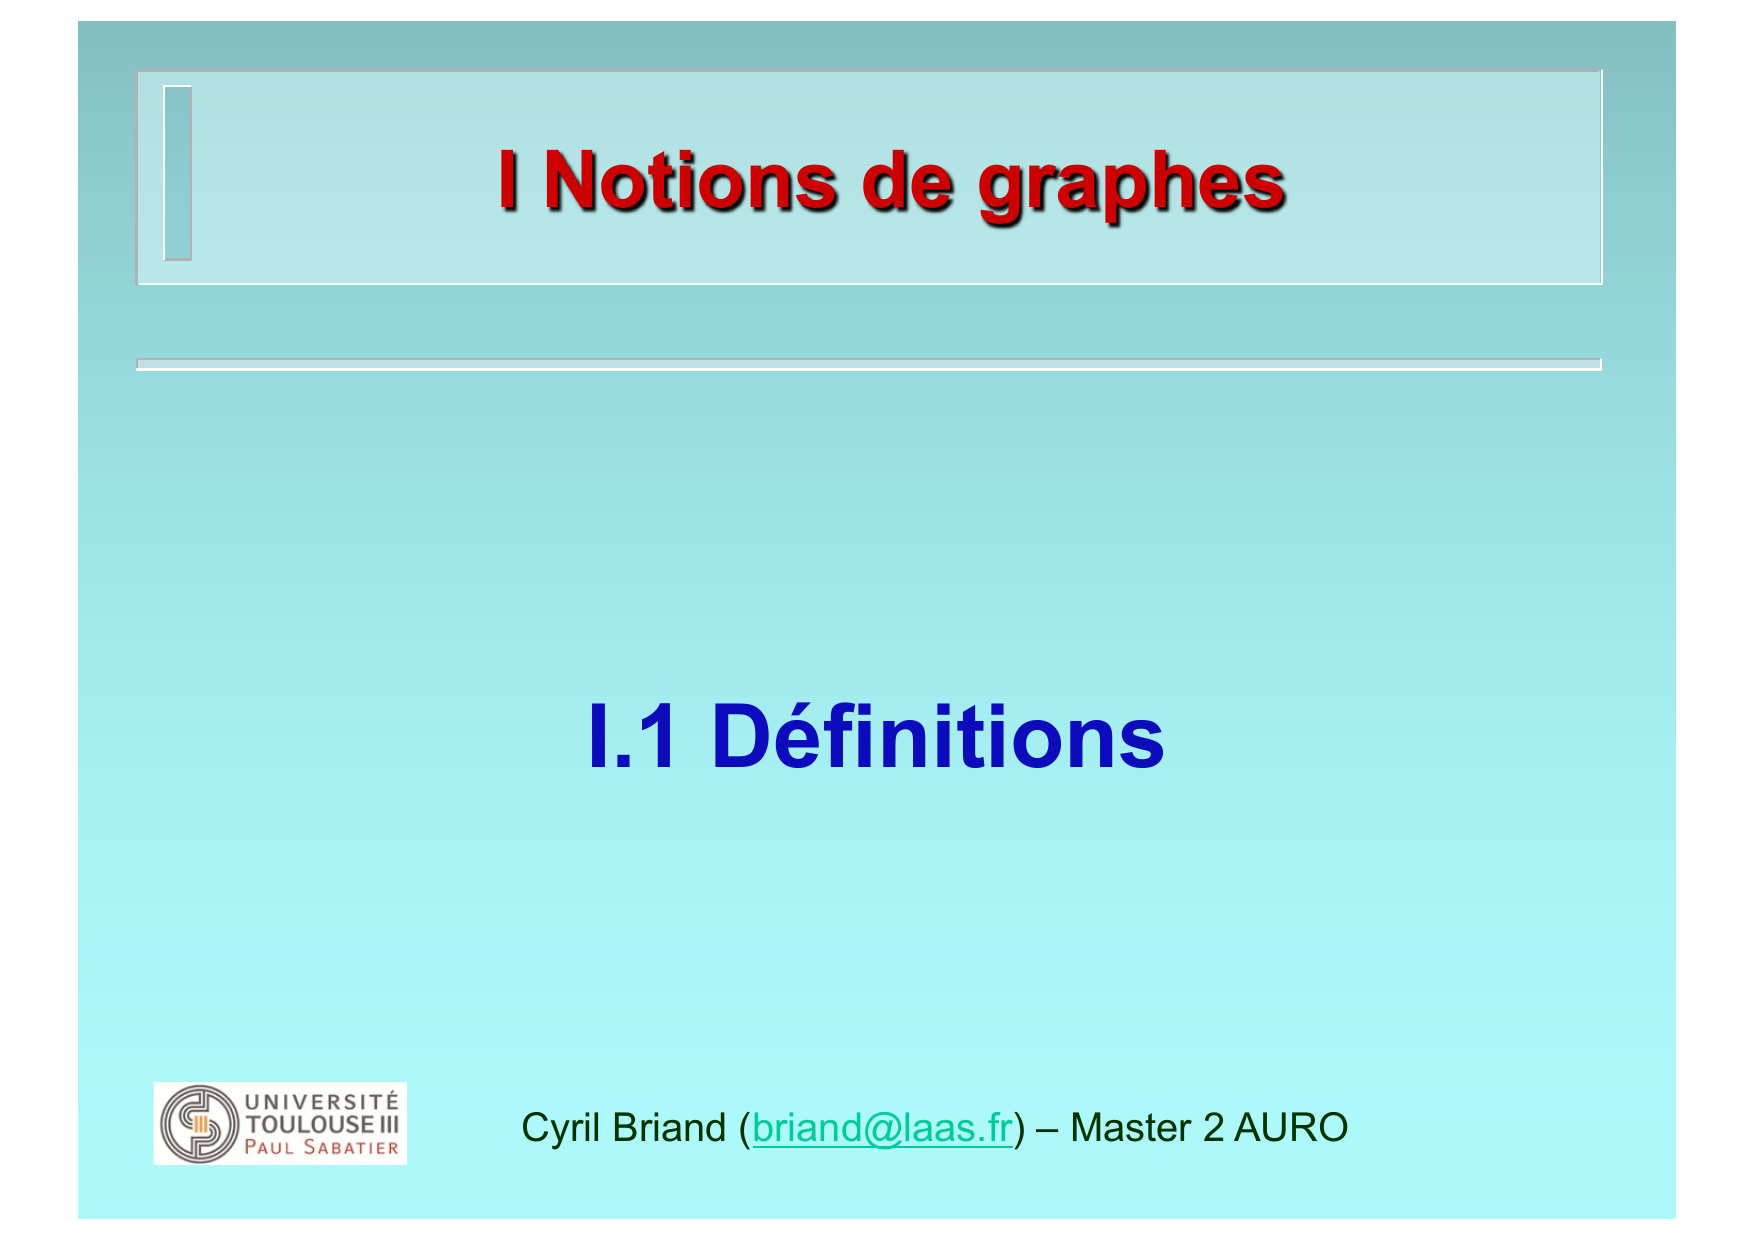 I Notions de graphes
I.1 Définitions
UNIVERSITÉ
TOULOUSE III
PAUL SABATIER
Cyril Briand (briand@laas.fr) – Master 2 AURO